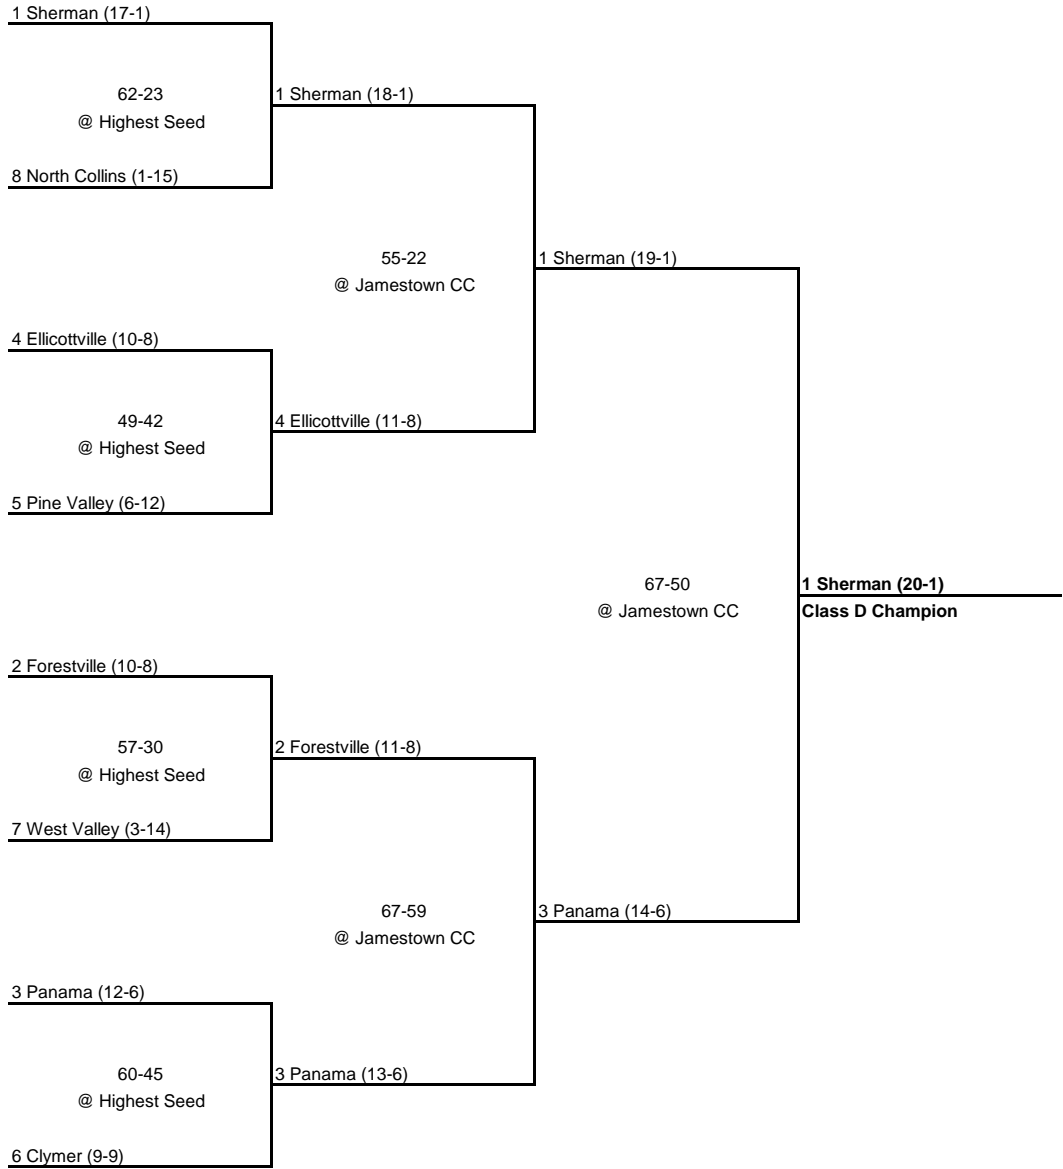 1 Sherman (17-1)
62-23
@ Highest Seed
1 Sherman (18-1)
8 North Collins (1-15)
55-22
@ Jamestown CC
1 Sherman (19-1)
4 Ellicottville (10-8)
49-42
@ Highest Seed
4 Ellicottville (11-8)
5 Pine Valley (6-12)
67-50
@ Jamestown CC
1 Sherman (20-1)
Class D Champion
2 Forestville (10-8)
57-30
@ Highest Seed
2 Forestville (11-8)
7 West Valley (3-14)
67-59
@ Jamestown CC
3 Panama (14-6)
3 Panama (12-6)
60-45
@ Highest Seed
3 Panama (13-6)
6 Clymer (9-9)